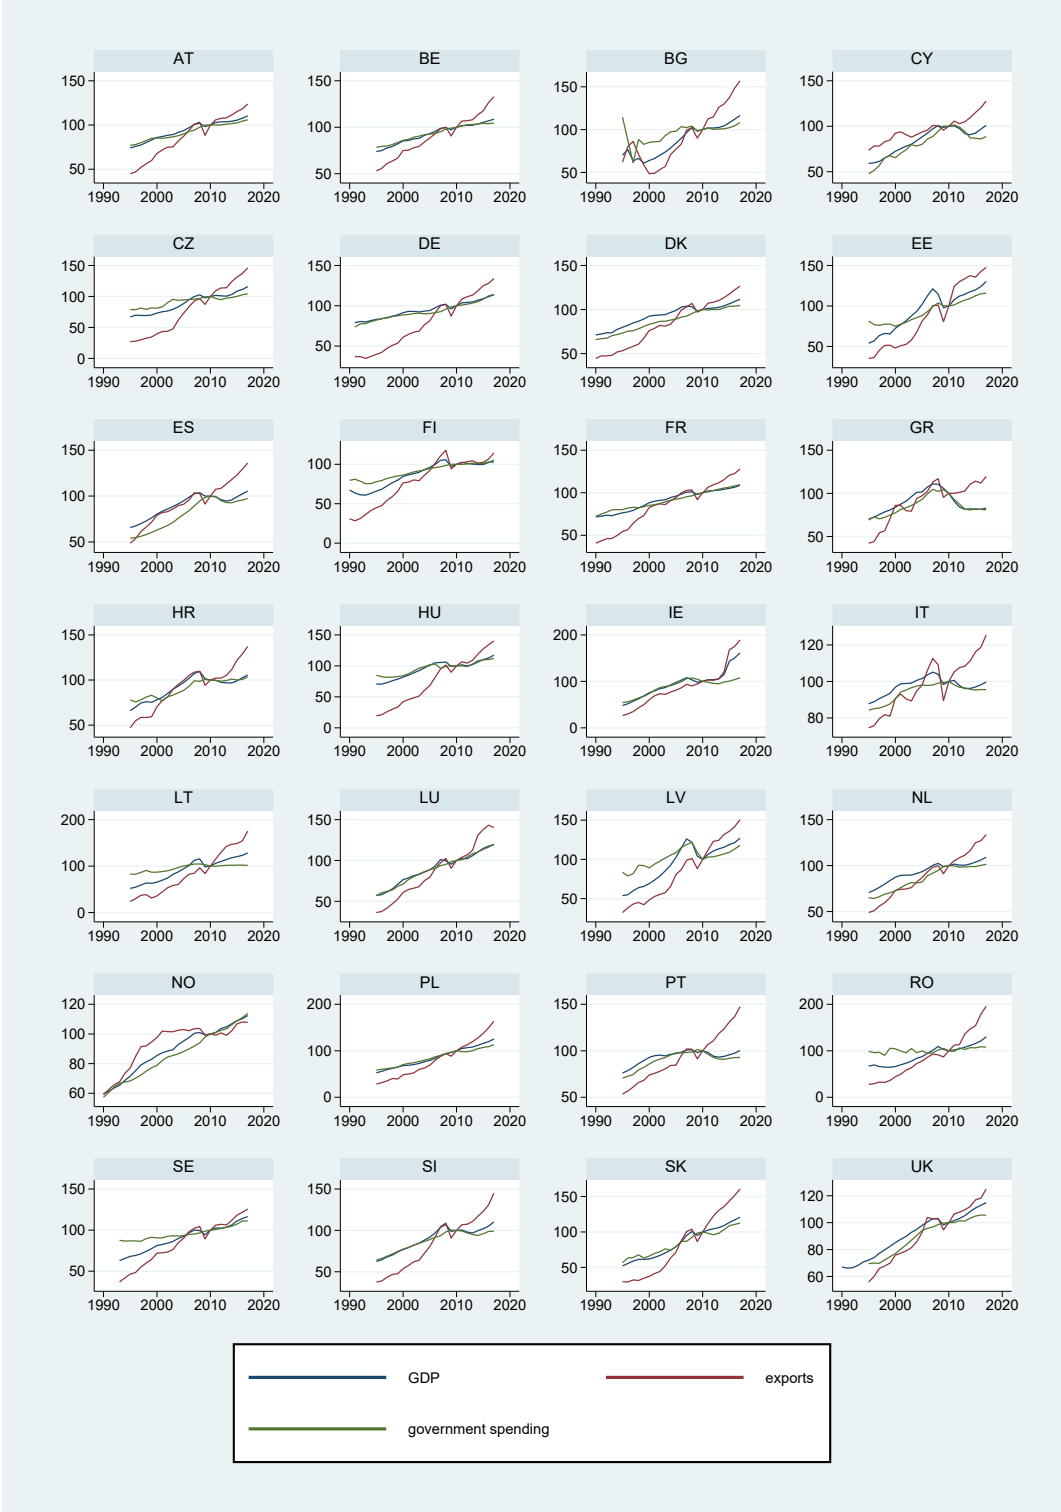 AT BE BG CY
150 150 150 150
100 100 100 100
50 50 50 50
1990 2000 2010 2020 1990 2000 2010 2020 1990 2000 2010 2020 1990 2000 2010 2020
CZ DE DK EE
150 150 150 150
100 100 100 100
50 50 50 50
0
1990 2000 2010 2020 1990 2000 2010 2020 1990 2000 2010 2020 1990 2000 2010 2020
ES FI FR GR
150 100 150 150
100 50 100 100
50 0 50 50
1990 2000 2010 2020 1990 2000 2010 2020 1990 2000 2010 2020 1990 2000 2010 2020
HR HU IE IT
150 150 200 120
100 100 100 100
50 50 0 80
0
1990 2000 2010 2020 1990 2000 2010 2020 1990 2000 2010 2020 1990 2000 2010 2020
LT LU LV NL
200 150 150 150
100 100 100 100
0 50 50 50
1990 2000 2010 2020 1990 2000 2010 2020 1990 2000 2010 2020 1990 2000 2010 2020
NO PL PT RO
120 200 150 200
100 100 100 100
80 0 50 0
60
1990 2000 2010 2020 1990 2000 2010 2020 1990 2000 2010 2020 1990 2000 2010 2020
SE SI SK UK
150 150 150 120
100 100 100 100
50 50 50 80
60
1990 2000 2010 2020 1990 2000 2010 2020 1990 2000 2010 2020 1990 2000 2010 2020
GDP exports
government spending